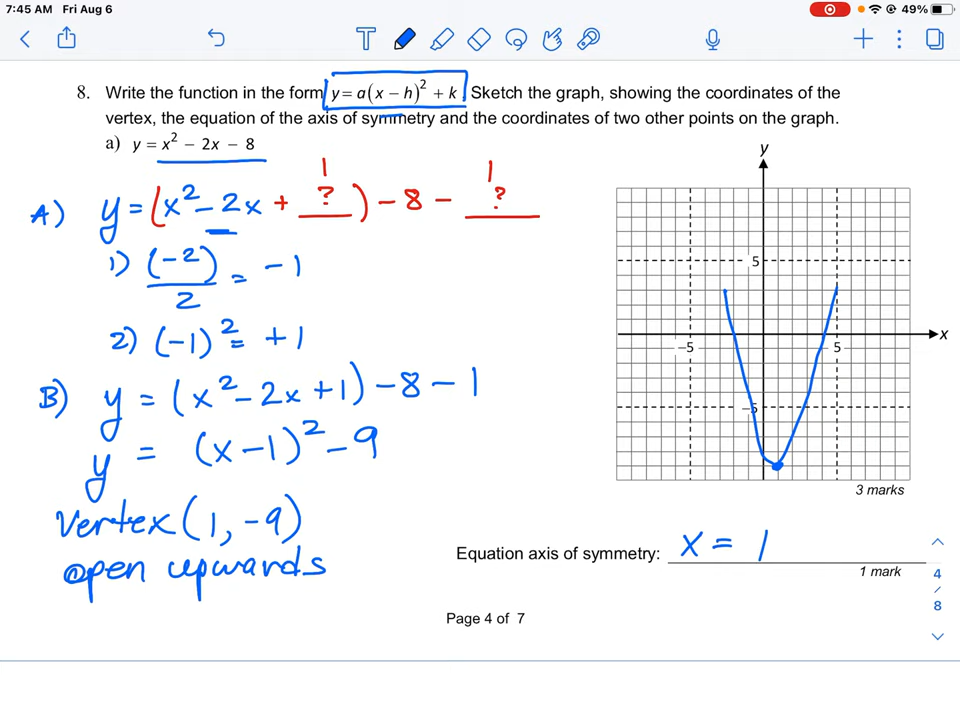 7:45 AM Fri Aug 6
49%
8. Write the function in the form y = a(x − h)² + k. Sketch the graph, showing the coordinates of the
vertex, the equation of the axis of symmetry and the coordinates of two other points on the graph.
a) y = x² − 2x − 8
A) y = (x² − 2x + 1 ? ) − 8 − 1 ?
1) (−2)/2 = −1
2) (−1)² = +1
B) y = (x² − 2x + 1) − 8 − 1
y = (x − 1)² − 9
Vertex (1, −9)
open upwards
y
5
x
−5
5
−5
3 marks
Equation axis of symmetry: x = 1
1 mark
Page 4 of 7
4
/
8